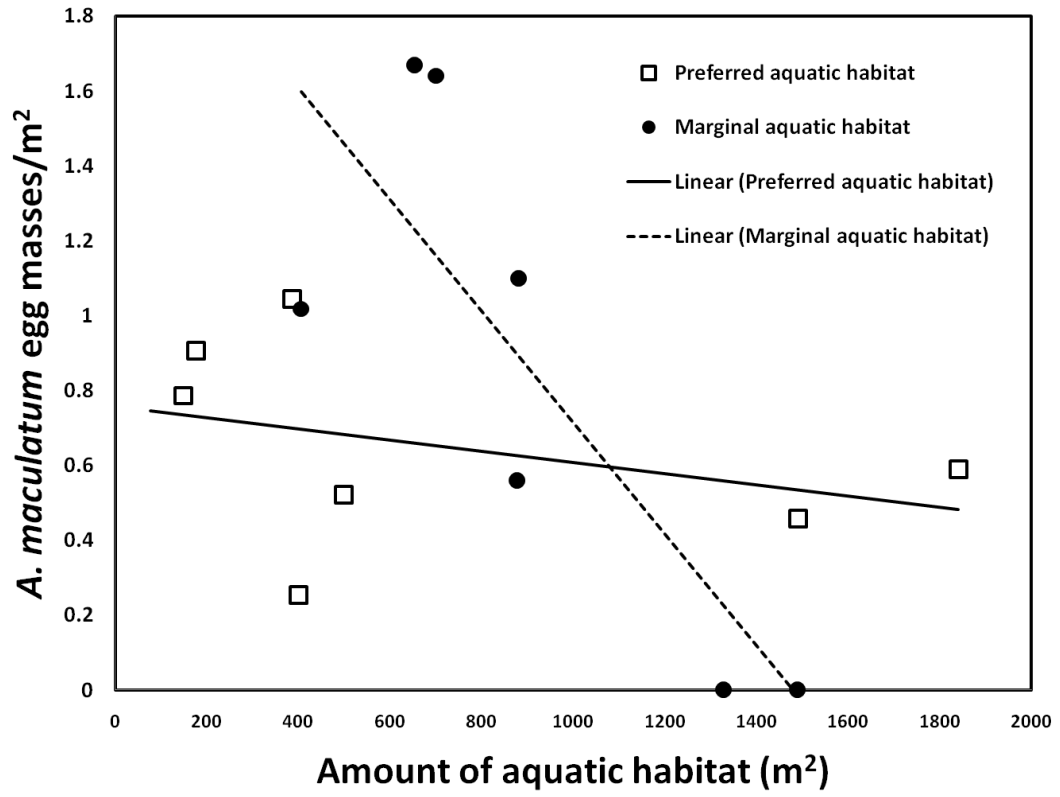 1.8
1.6
1.4
1.2
1
0.8
0.6
0.4
0.2
0
A. maculatum egg masses/m²
Preferred aquatic habitat
Marginal aquatic habitat
Linear (Preferred aquatic habitat)
Linear (Marginal aquatic habitat)
0 200 400 600 800 1000 1200 1400 1600 1800 2000
Amount of aquatic habitat (m²)